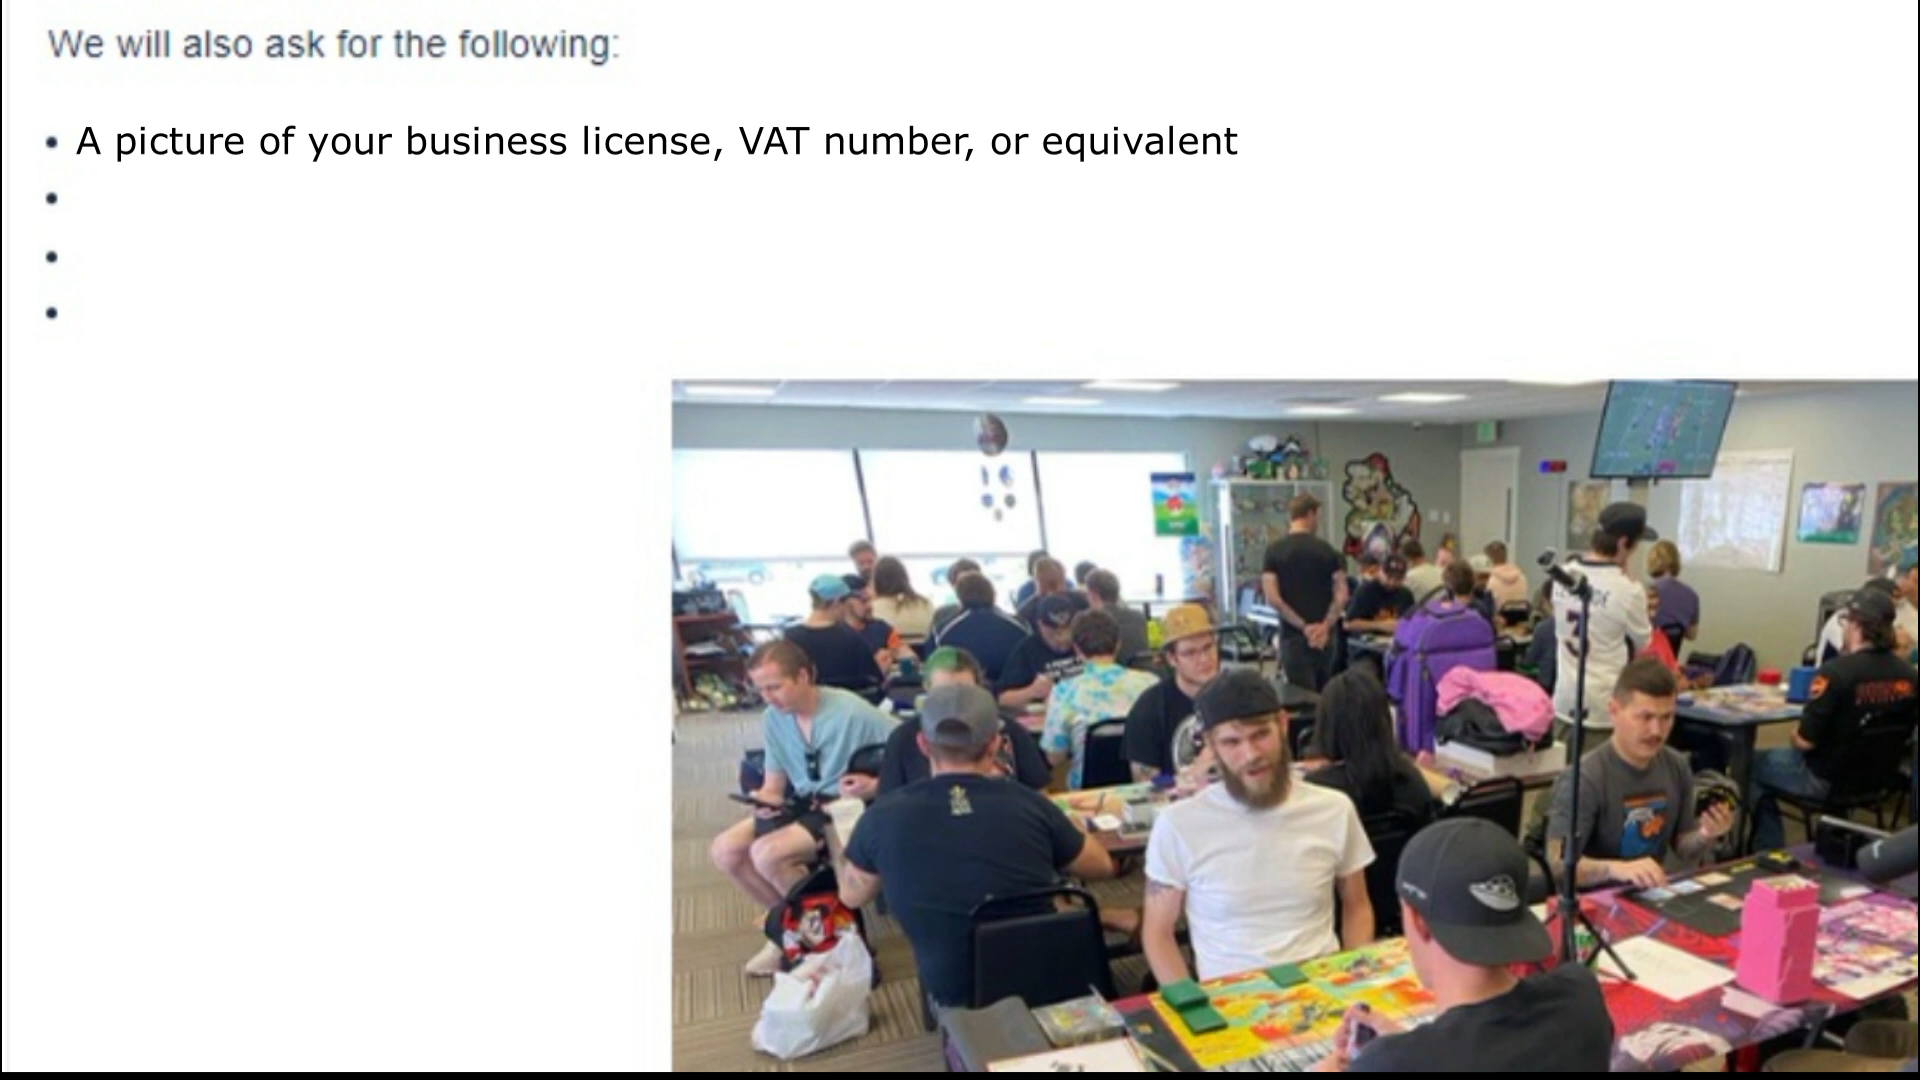 We will also ask for the following:
• A picture of your business license, VAT number, or equivalent
•
•
•